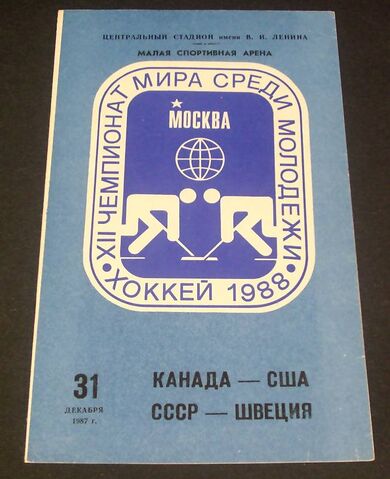 ЦЕНТРАЛЬНЫЙ СТАДИОН имени В. И. ЛЕНИНА
МАЛАЯ СПОРТИВНАЯ АРЕНА
• XII ЧЕМПИОНАТ МИРА СРЕДИ МОЛОДЕЖИ •
МОСКВА
ХОККЕЙ 1988
31
ДЕКАБРЯ
1987 г.
КАНАДА — США
СССР — ШВЕЦИЯ